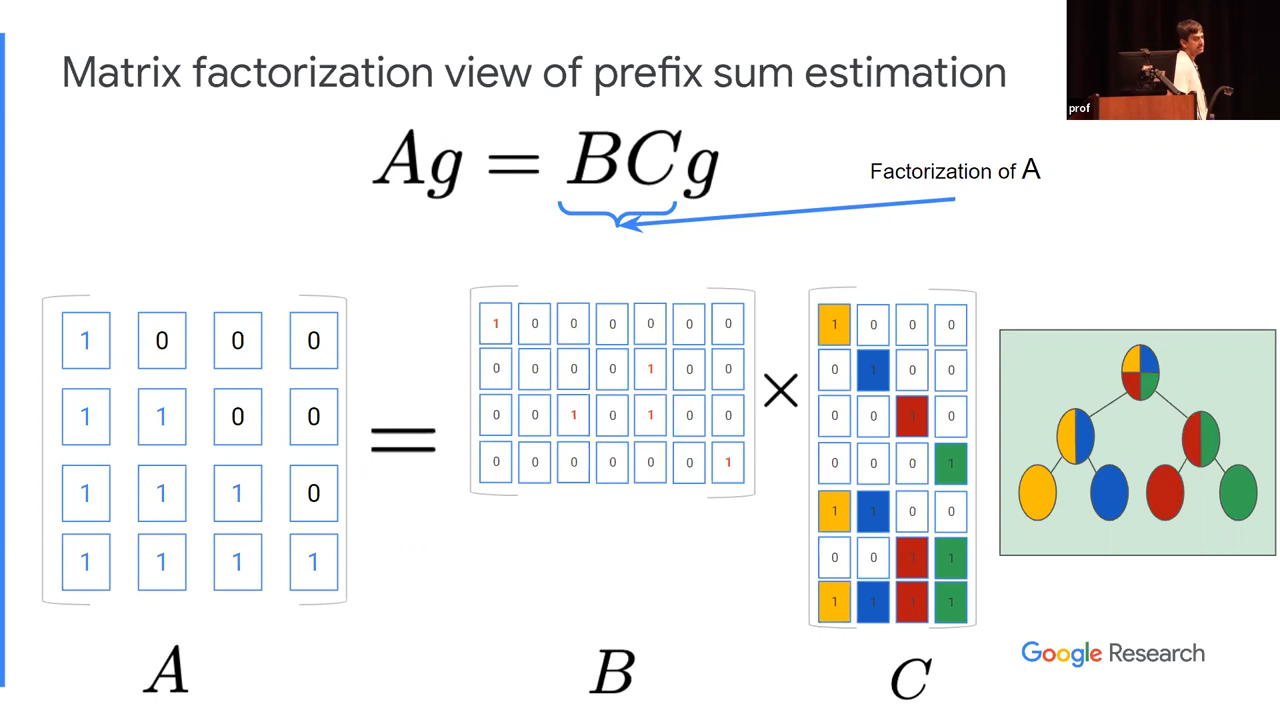 Matrix factorization view of prefix sum estimation
prof
Ag = BCg
Factorization of A
1 0 0 0
1 1 0 0
1 1 1 0
1 1 1 1
=
1 0 0 0 0 0 0
0 0 0 0 1 0 0
0 0 1 0 1 0 0
0 0 0 0 0 0 1
×
1 0 0 0
0 1 0 0
0 0 1 0
0 0 0 1
1 1 0 0
0 0 1 1
1 1 1 1
A
B
C
Google Research